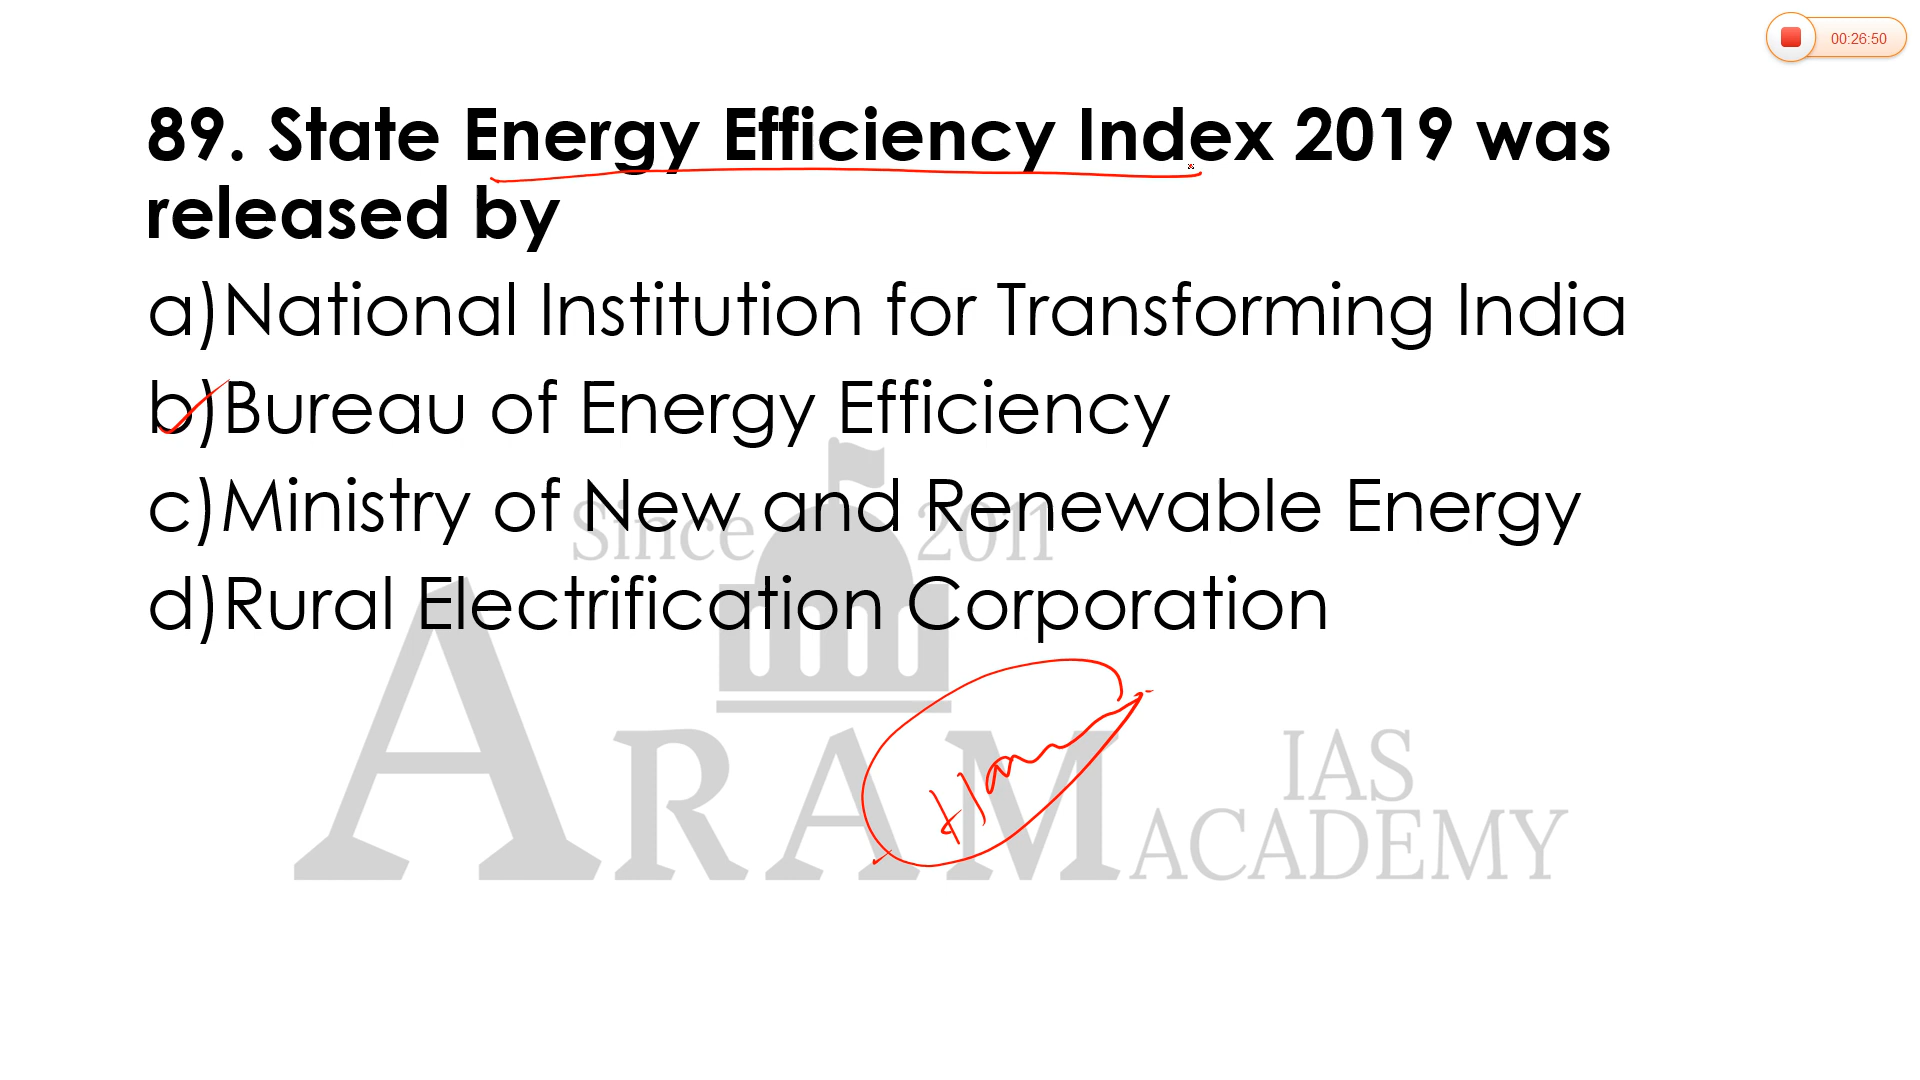 00:26:50
89. State Energy Efficiency Index 2019 was
released by
a)National Institution for Transforming India
b)Bureau of Energy Efficiency
c)Ministry of New and Renewable Energy
d)Rural Electrification Corporation
Since 2011
ARAM IAS
ACADEMY